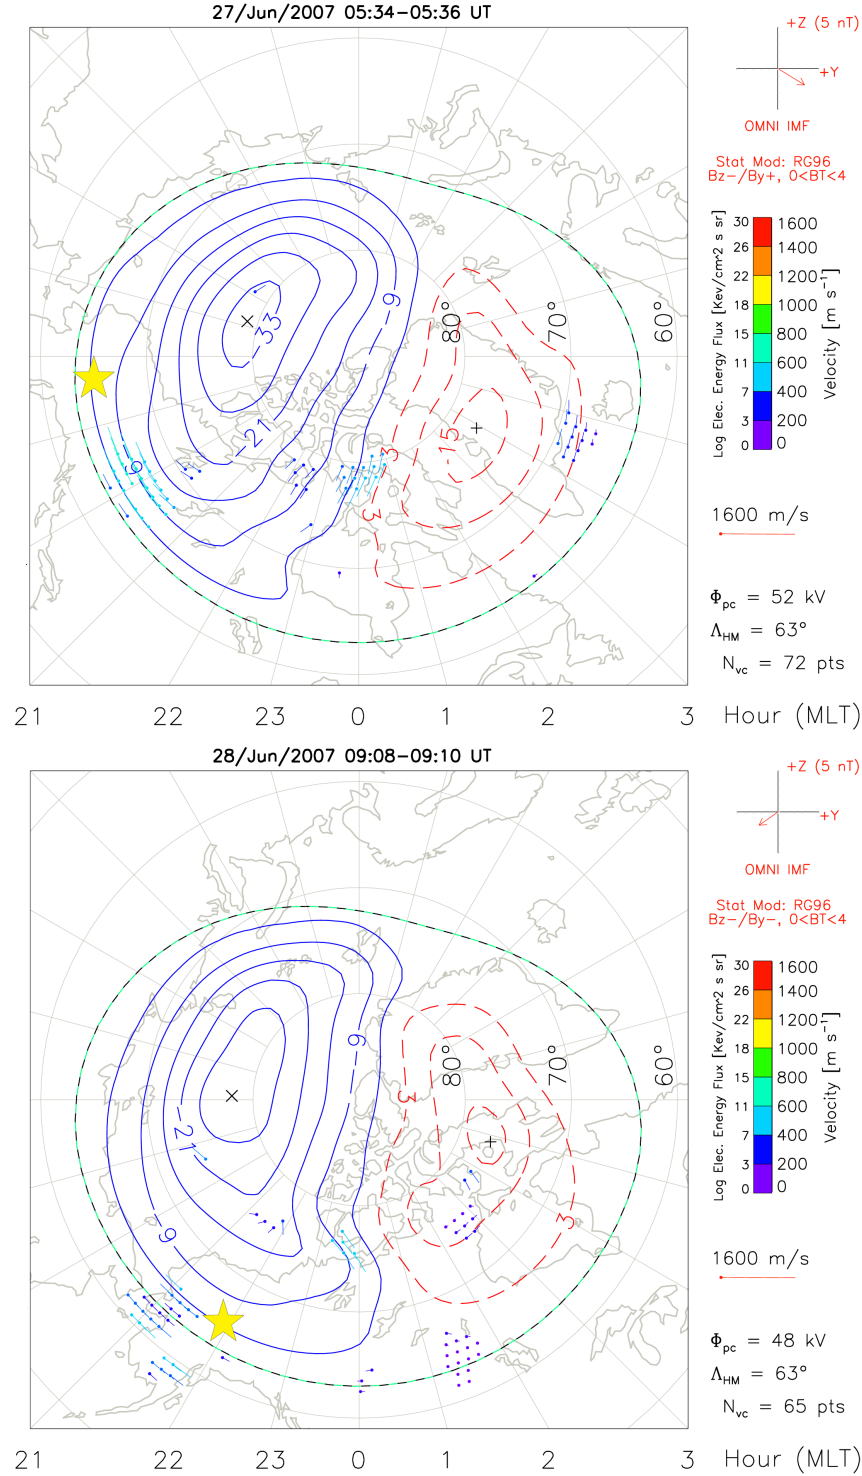 27/Jun/2007 05:34−05:36 UT
+Z (5 nT)
+Y
OMNI IMF
Stat Mod: RG96
Bz−/By+, 0<BT<4
Log Elec. Energy Flux [Kev/cm^2 s sr]
30 1600
26 1400
22 1200
18 1000
15 800
11 600
7 400
3 200
0 0
Velocity [m s⁻¹]
−9
−33
−21
−9
80°
70°
60°
−15
3
3
1600 m/s
Φpc = 52 kV
ΛHM = 63°
Nvc = 72 pts
21 22 23 0 1 2 3 Hour (MLT)
28/Jun/2007 09:08−09:10 UT
+Z (5 nT)
+Y
OMNI IMF
Stat Mod: RG96
Bz−/By−, 0<BT<4
Log Elec. Energy Flux [Kev/cm^2 s sr]
30 1600
26 1400
22 1200
18 1000
15 800
11 600
7 400
3 200
0 0
Velocity [m s⁻¹]
−9
−21
−9
80°
70°
60°
3
3
1600 m/s
Φpc = 48 kV
ΛHM = 63°
Nvc = 65 pts
21 22 23 0 1 2 3 Hour (MLT)